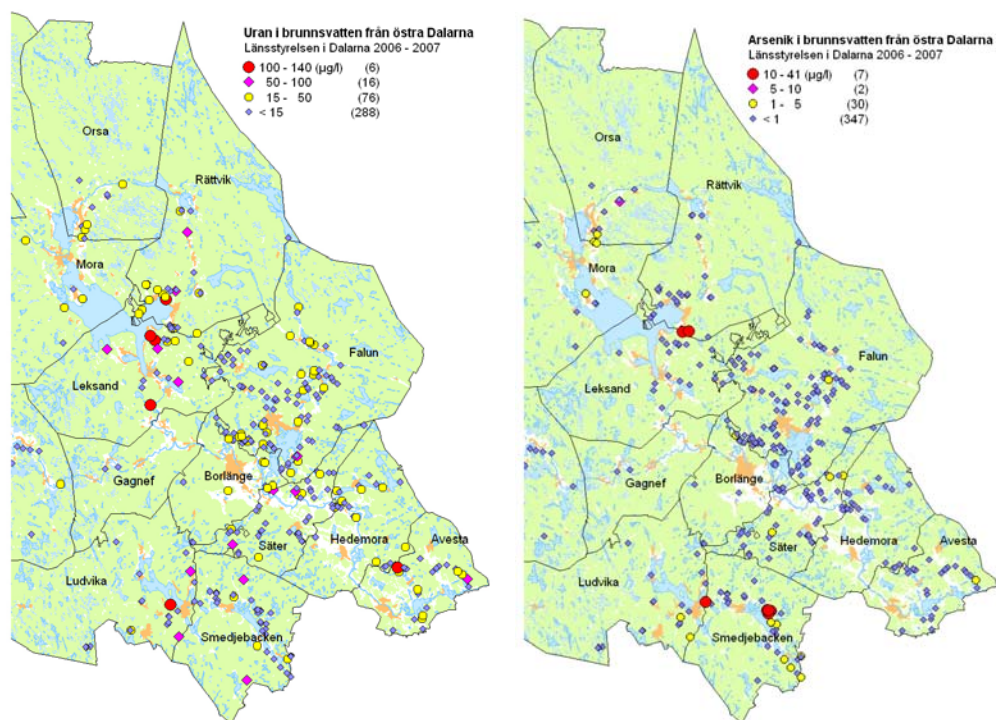 Uran i brunnsvatten från östra Dalarna
Länsstyrelsen i Dalarna 2006 - 2007
100 - 140 (µg/l) (6)
50 - 100 (16)
15 - 50 (76)
< 15 (288)
Orsa
Rättvik
Mora
Falun
Leksand
Gagnef
Borlänge
Säter
Hedemora
Avesta
Ludvika
Smedjebacken
Arsenik i brunnsvatten från östra Dalarna
Länsstyrelsen i Dalarna 2006 - 2007
10 - 41 (µg/l) (7)
5 - 10 (2)
1 - 5 (30)
< 1 (347)
Orsa
Rättvik
Mora
Falun
Leksand
Gagnef
Borlänge
Säter
Hedemora
Avesta
Ludvika
Smedjebacken